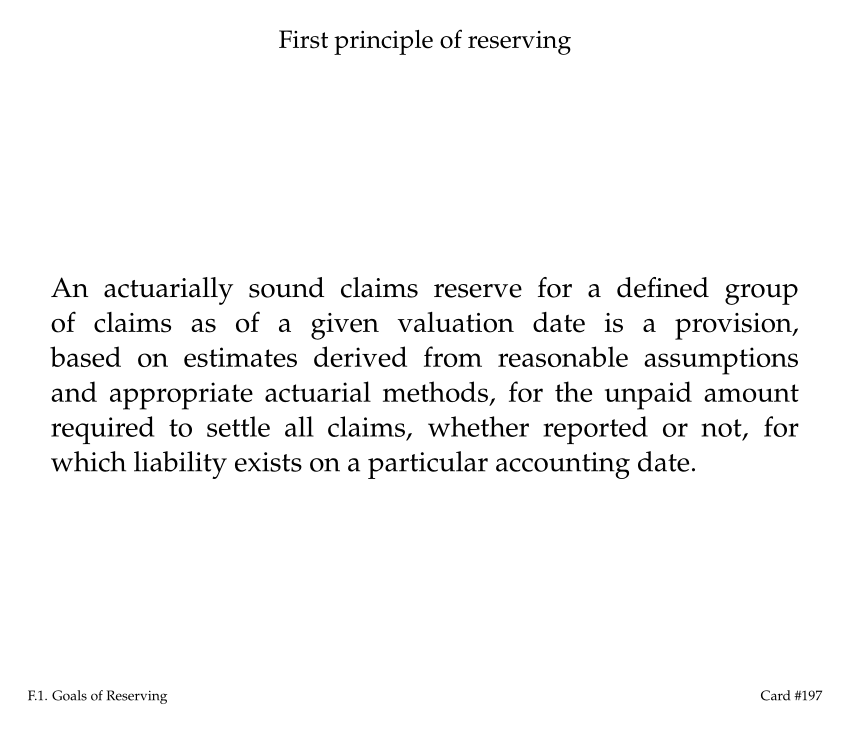 First principle of reserving
An actuarially sound claims reserve for a defined group
of claims as of a given valuation date is a provision,
based on estimates derived from reasonable assumptions
and appropriate actuarial methods, for the unpaid amount
required to settle all claims, whether reported or not, for
which liability exists on a particular accounting date.
F.1. Goals of Reserving
Card #197